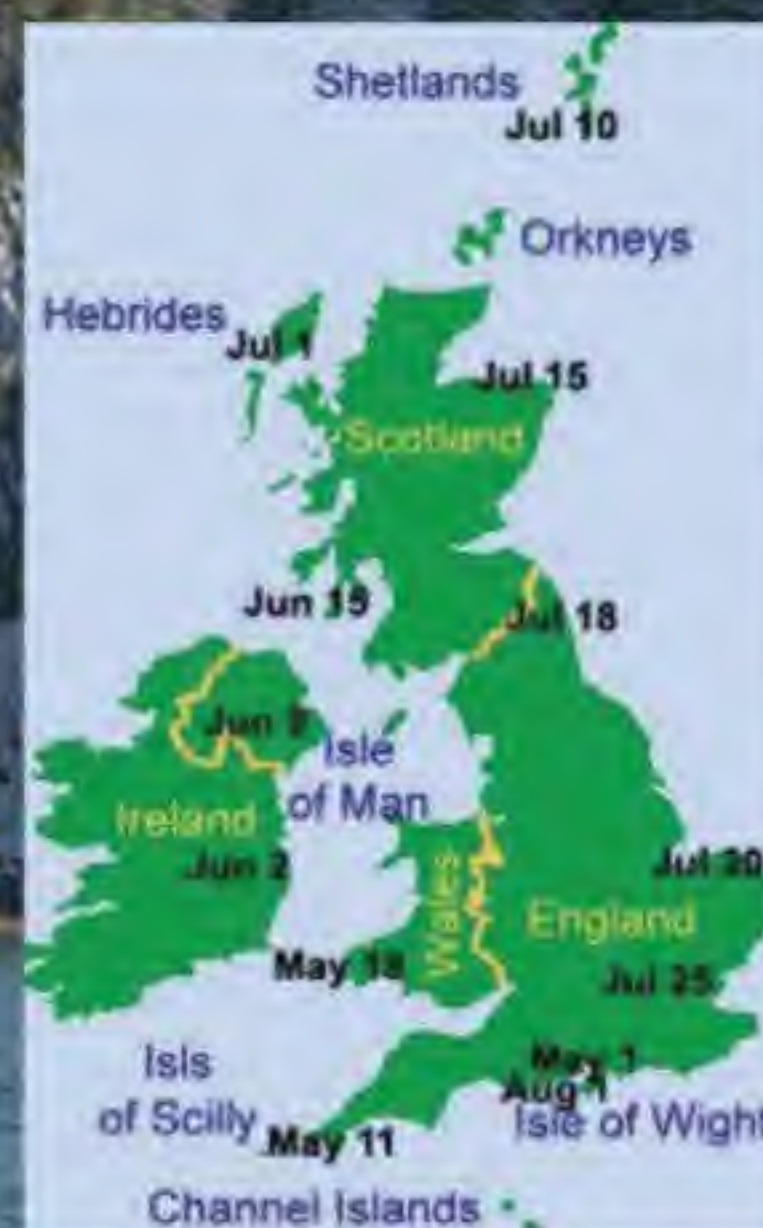 Shetlands
Jul 10
Orkneys
Hebrides
Jul 1
Jul 15
Scotland
Jun 19
Jul 18
Jun
Isle
of Man
Ireland
Jun 2
Jul 20
Wales
England
May 18
Jul 25
Isls
of Scilly
May 1
Aug 1
Isle of Wight
May 11
Channel Islands